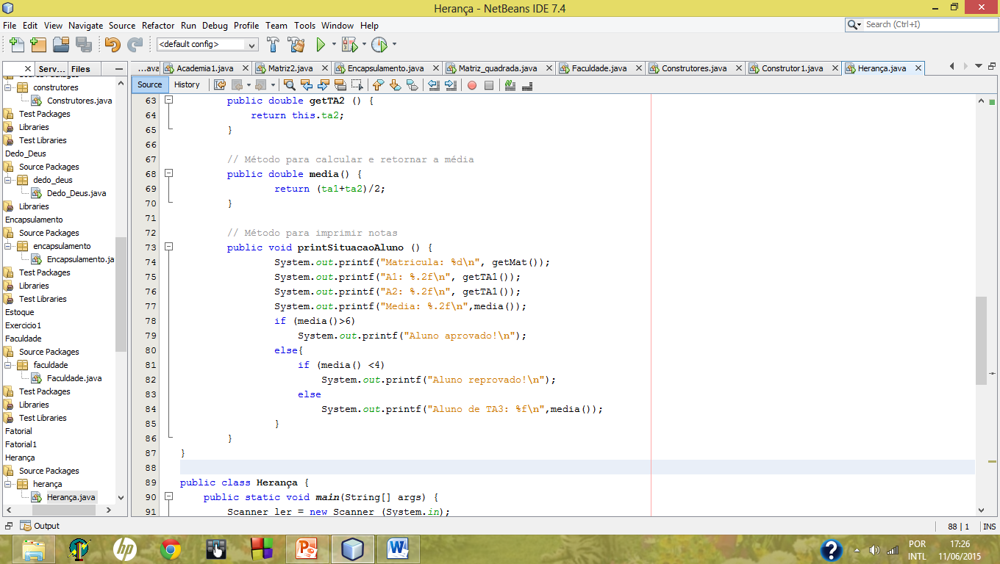 Herança - NetBeans IDE 7.4
File Edit View Navigate Source Refactor Run Debug Profile Team Tools Window Help
Search (Ctrl+I)
<default config>
Serv... Files
...ava Academia1.java Matriz2.java Encapsulamento.java Matriz_quadrada.java Faculdade.java Construtores.java Construtor1.java Herança.java
Source History
Source Packages
construtores
Construtores.java
Test Packages
Libraries
Test Libraries
Dedo_Deus
Source Packages
dedo_deus
Dedo_Deus.java
Libraries
Encapsulamento
Source Packages
encapsulamento
Encapsulamento.ja
Test Packages
Libraries
Test Libraries
Estoque
Exercicio1
Faculdade
Source Packages
faculdade
Faculdade.java
Test Packages
Libraries
Test Libraries
Fatorial
Fatorial1
Herança
Source Packages
herança
Herança.java
63 public double getTA2 () {
64 return this.ta2;
65 }
66
67 // Método para calcular e retornar a média
68 public double media() {
69 return (ta1+ta2)/2;
70 }
71
72 // Método para imprimir notas
73 public void printSituacaoAluno () {
74 System.out.printf("Matricula: %d\n", getMat());
75 System.out.printf("A1: %.2f\n", getTA1());
76 System.out.printf("A2: %.2f\n", getTA1());
77 System.out.printf("Media: %.2f\n",media());
78 if (media()>6)
79 System.out.printf("Aluno aprovado!\n");
80 else{
81 if (media() <4)
82 System.out.printf("Aluno reprovado!\n");
83 else
84 System.out.printf("Aluno de TA3: %f\n",media());
85 }
86 }
87 }
88
89 public class Herança {
90 public static void main(String[] args) {
91 Scanner ler = new Scanner (System.in);
Output
88 | 1 INS
hp
POR
INTL
17:26
11/06/2015